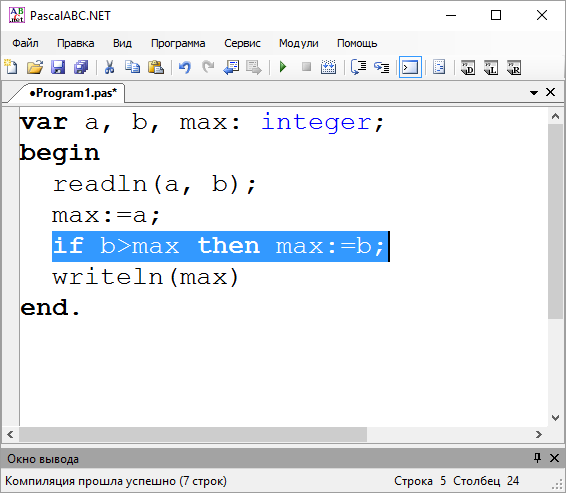 PascalABC.NET
Файл Правка Вид Программа Сервис Модули Помощь
•Program1.pas*
var a, b, max: integer;
begin
readln(a, b);
max:=a;
if b>max then max:=b;
writeln(max)
end.
Окно вывода
Компиляция прошла успешно (7 строк) Строка 5 Столбец 24